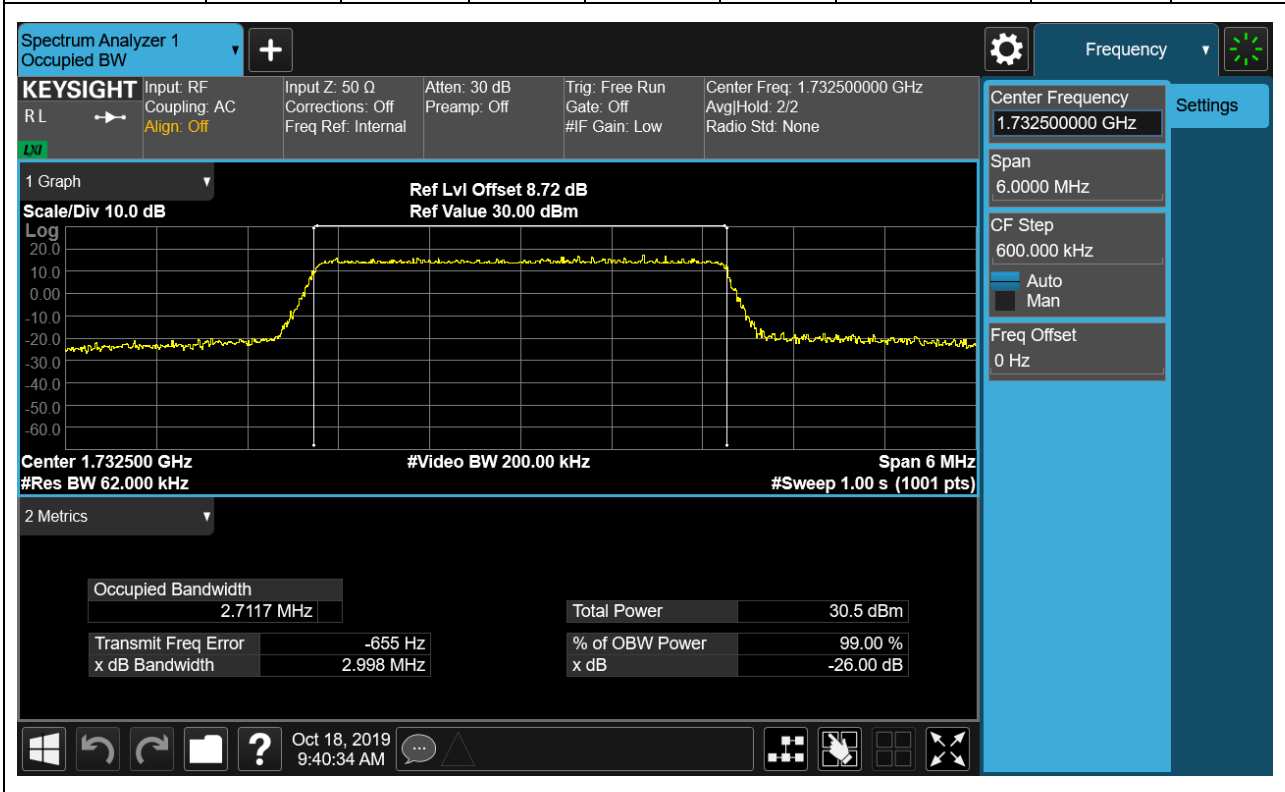 Spectrum Analyzer 1
Occupied BW
Frequency
KEYSIGHT
R L
LXI
Input: RF
Coupling: AC
Align: Off
Input Z: 50 Ω
Corrections: Off
Freq Ref: Internal
Atten: 30 dB
Preamp: Off
Trig: Free Run
Gate: Off
#IF Gain: Low
Center Freq: 1.732500000 GHz
Avg|Hold: 2/2
Radio Std: None
Center Frequency
1.732500000 GHz
Settings
Span
6.0000 MHz
CF Step
600.000 kHz
Auto
Man
Freq Offset
0 Hz
1 Graph
Scale/Div 10.0 dB
Ref Lvl Offset 8.72 dB
Ref Value 30.00 dBm
Log
20.0
10.0
0.00
-10.0
-20.0
-30.0
-40.0
-50.0
-60.0
Center 1.732500 GHz
#Video BW 200.00 kHz
Span 6 MHz
#Res BW 62.000 kHz
#Sweep 1.00 s (1001 pts)
2 Metrics
Occupied Bandwidth
2.7117 MHz
Total Power 30.5 dBm
Transmit Freq Error -655 Hz
% of OBW Power 99.00 %
x dB Bandwidth 2.998 MHz
x dB -26.00 dB
?
Oct 18, 2019
9:40:34 AM